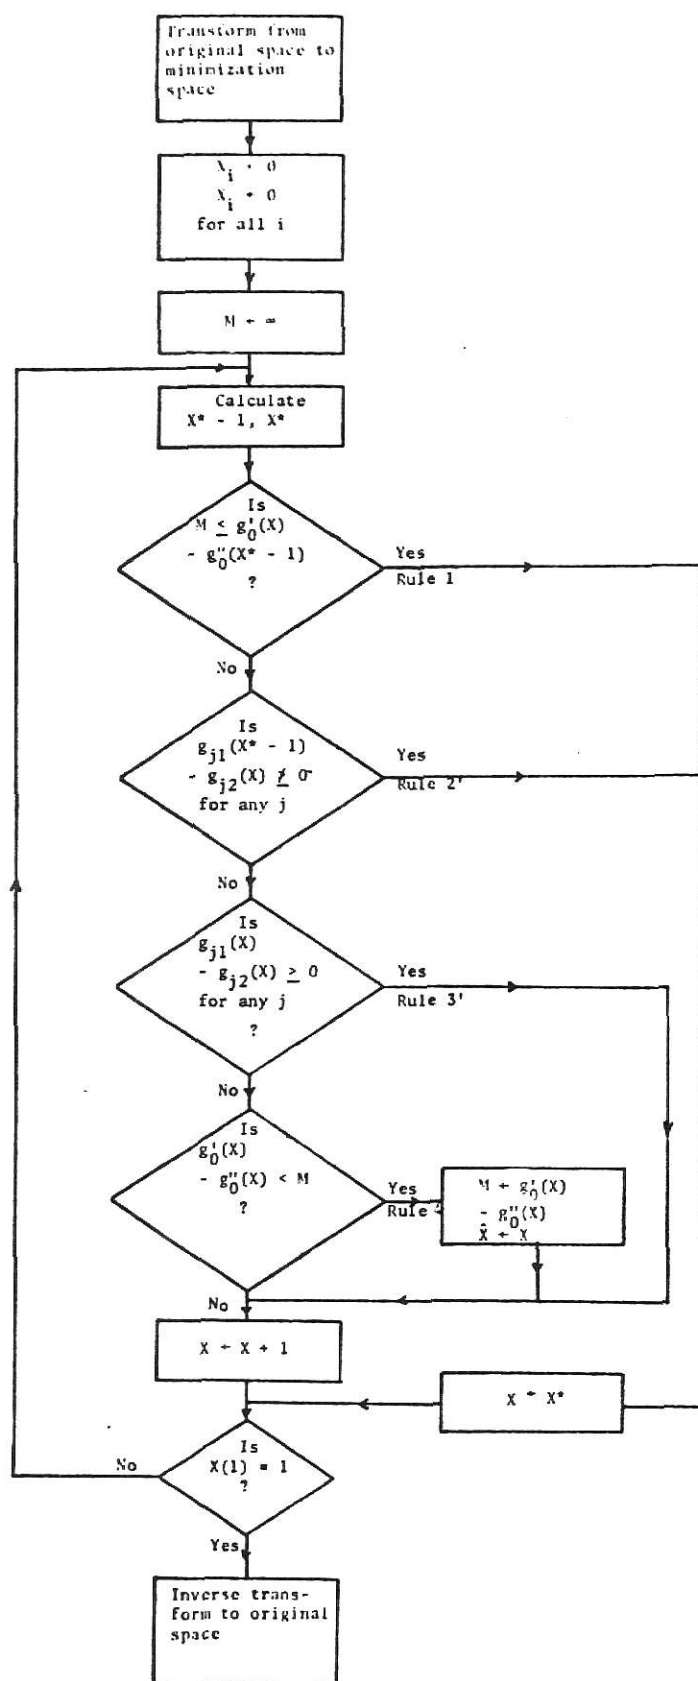 Transform from
original space to
minimization
space
X_i ← 0
X_i ← 0
for all i
M ← ∞
Calculate
X* - 1, X*
Is
M ≤ g'_0(X)
- g''_0(X* - 1)
?
Yes
Rule 1
No
Is
g_j1(X* - 1)
- g_j2(X) ≱ 0
for any j
Yes
Rule 2'
No
Is
g_j1(X)
- g_j2(X) ≥ 0
for any j
?
Yes
Rule 3'
No
Is
g'_0(X)
- g''_0(X) < M
?
Yes
Rule
M ← g'_0(X)
- g''_0(X)
X̂ ← X
No
X ← X + 1
X ← X*
Is
X(1) = 1
?
No
Yes
Inverse trans-
form to original
space